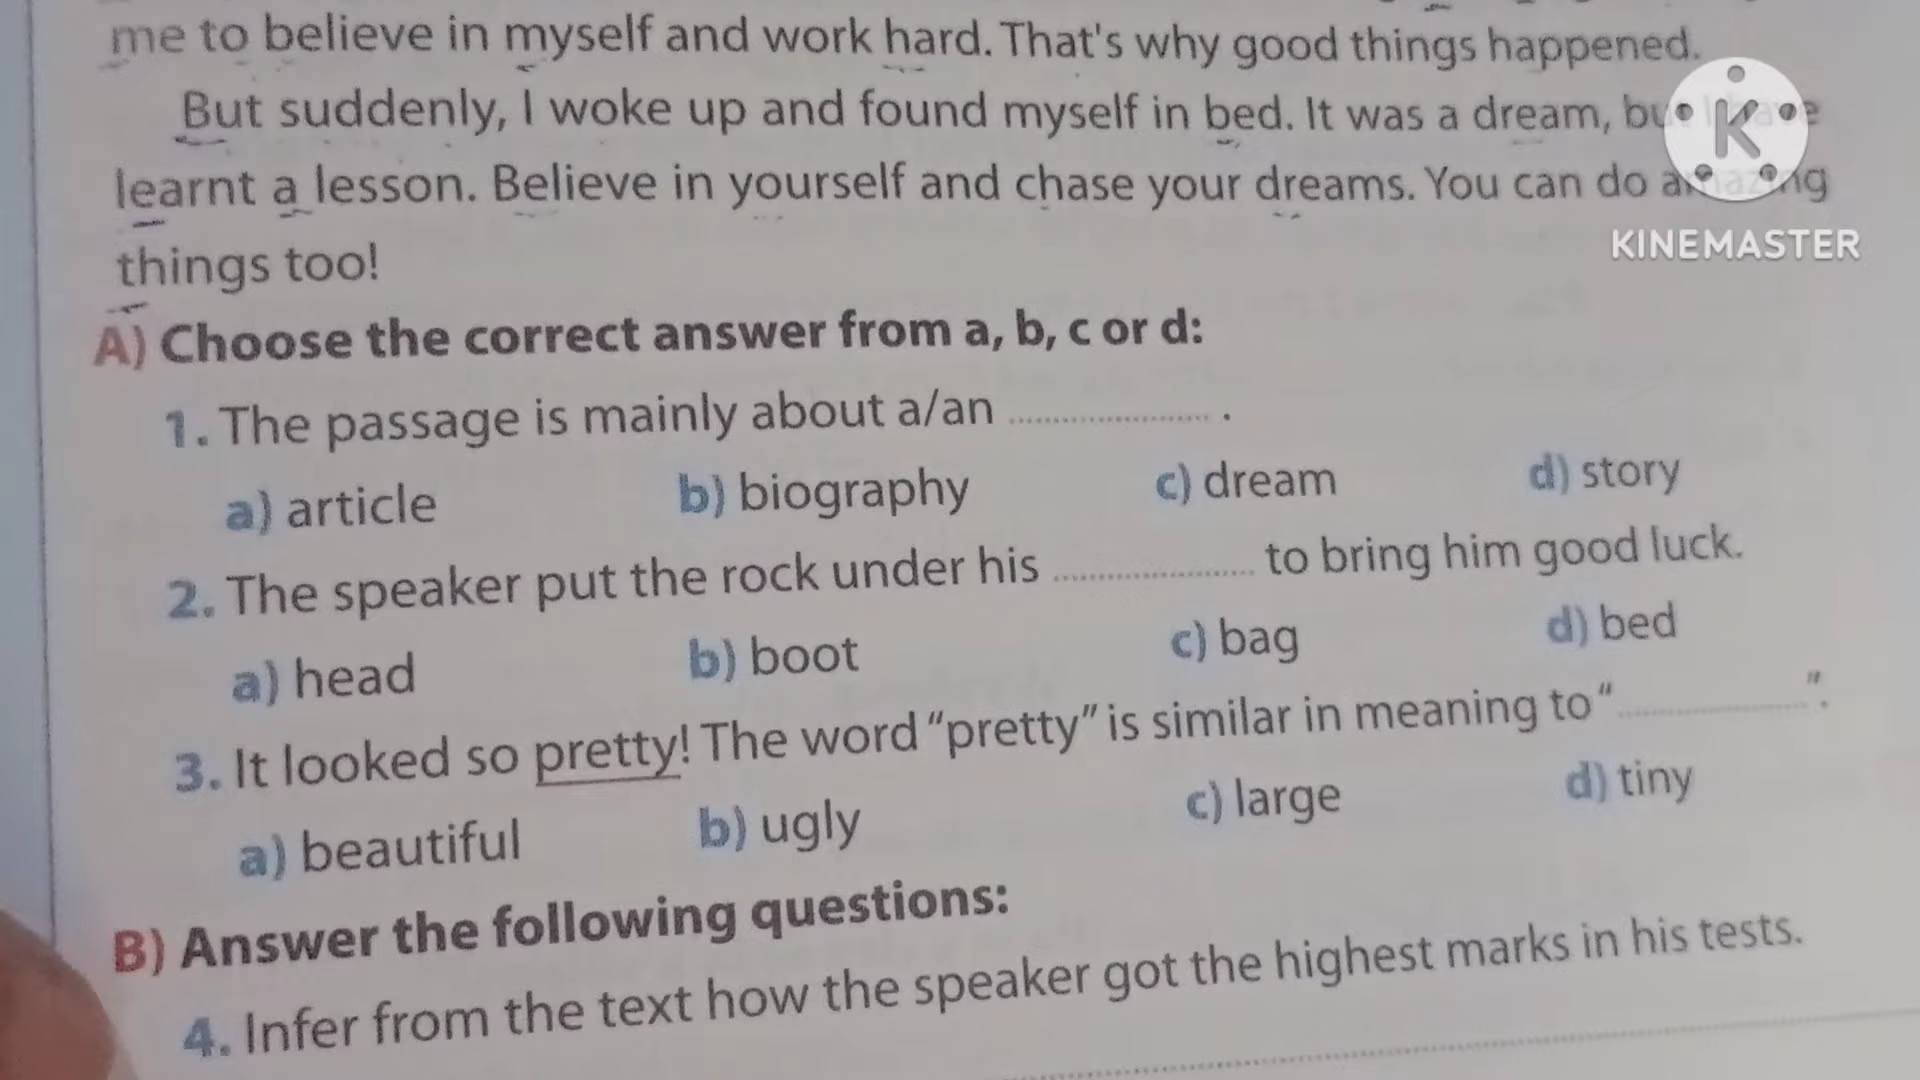 me to believe in myself and work hard. That's why good things happened.
But suddenly, I woke up and found myself in bed. It was a dream, but I have
learnt a lesson. Believe in yourself and chase your dreams. You can do amazing
things too!
K
KINEMASTER
A) Choose the correct answer from a, b, c or d:
1. The passage is mainly about a/an .................... .
a) article b) biography c) dream d) story
2. The speaker put the rock under his .................... to bring him good luck.
a) head b) boot c) bag d) bed
3. It looked so pretty! The word “pretty” is similar in meaning to “....................”.
a) beautiful b) ugly c) large d) tiny
B) Answer the following questions:
4. Infer from the text how the speaker got the highest marks in his tests.